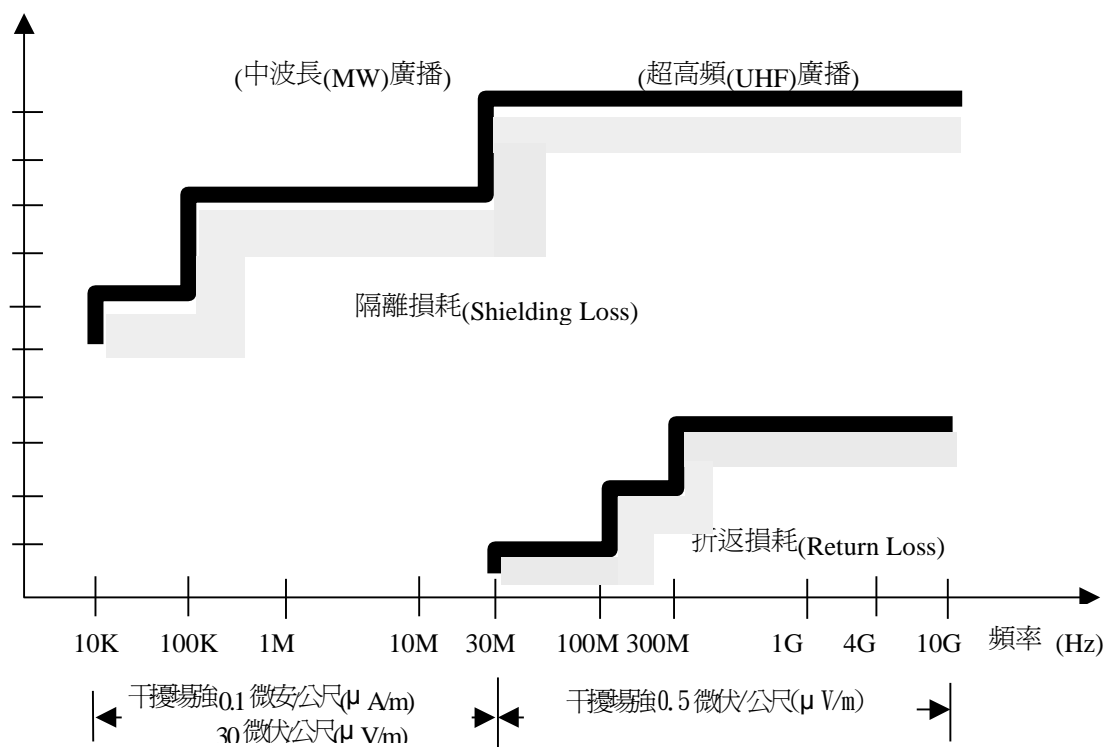 (中波長(MW)廣播)
(超高頻(UHF)廣播)
隔離損耗(Shielding Loss)
折返損耗(Return Loss)
10K 100K 1M 10M 30M 100M 300M 1G 4G 10G 頻率 (Hz)
干擾場強0.1 微安公尺(μ A/m)
30 微伏公尺(μ V/m)
干擾場強0.5 微伏/公尺(μ V/m)